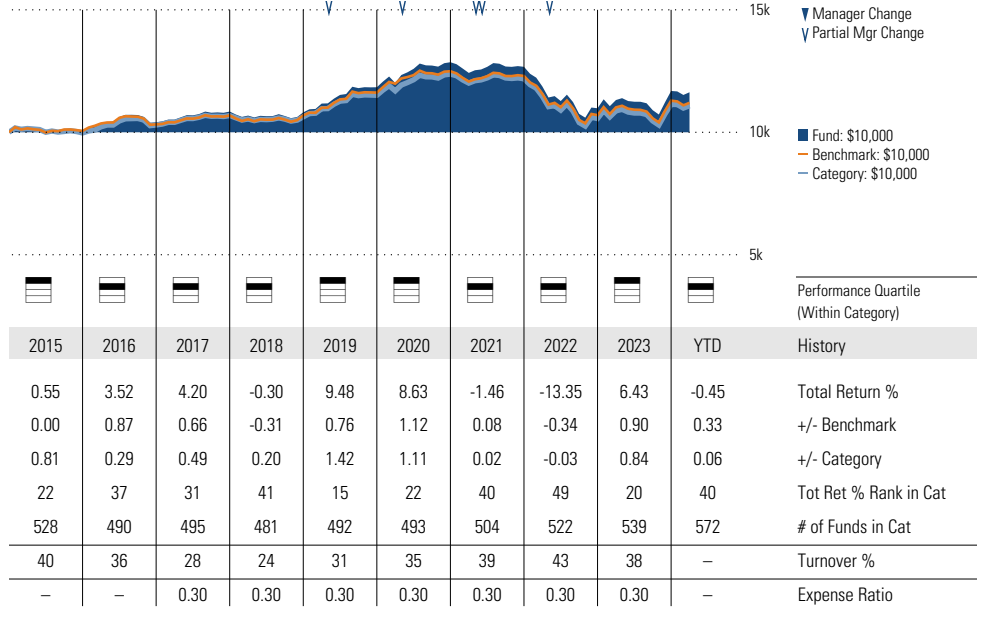 15k
▼ Manager Change
∨ Partial Mgr Change
10k
Fund: $10,000
Benchmark: $10,000
Category: $10,000
5k
Performance Quartile
(Within Category)
2015 2016 2017 2018 2019 2020 2021 2022 2023 YTD History
0.55 3.52 4.20 -0.30 9.48 8.63 -1.46 -13.35 6.43 -0.45 Total Return %
0.00 0.87 0.66 -0.31 0.76 1.12 0.08 -0.34 0.90 0.33 +/- Benchmark
0.81 0.29 0.49 0.20 1.42 1.11 0.02 -0.03 0.84 0.06 +/- Category
22 37 31 41 15 22 40 49 20 40 Tot Ret % Rank in Cat
528 490 495 481 492 493 504 522 539 572 # of Funds in Cat
40 36 28 24 31 35 39 43 38 – Turnover %
– – 0.30 0.30 0.30 0.30 0.30 0.30 0.30 – Expense Ratio